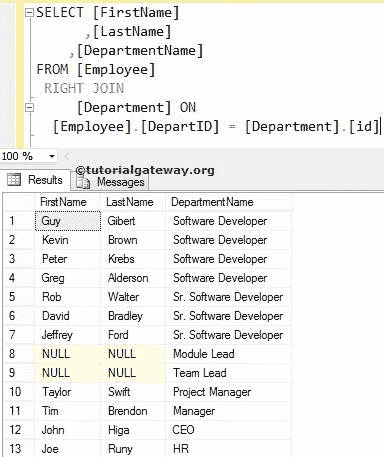 SELECT [FirstName]
,[LastName]
,[DepartmentName]
FROM [Employee]
RIGHT JOIN
[Department] ON
[Employee].[DepartID] = [Department].[id]
100 %
©tutorialgateway.org
Results Messages
FirstName LastName DepartmentName
1 Guy Gibert Software Developer
2 Kevin Brown Software Developer
3 Peter Krebs Software Developer
4 Greg Alderson Software Developer
5 Rob Walter Sr. Software Developer
6 David Bradley Sr. Software Developer
7 Jeffrey Ford Sr. Software Developer
8 NULL NULL Module Lead
9 NULL NULL Team Lead
10 Taylor Swift Project Manager
11 Tim Brendon Manager
12 John Higa CEO
13 Joe Runy HR